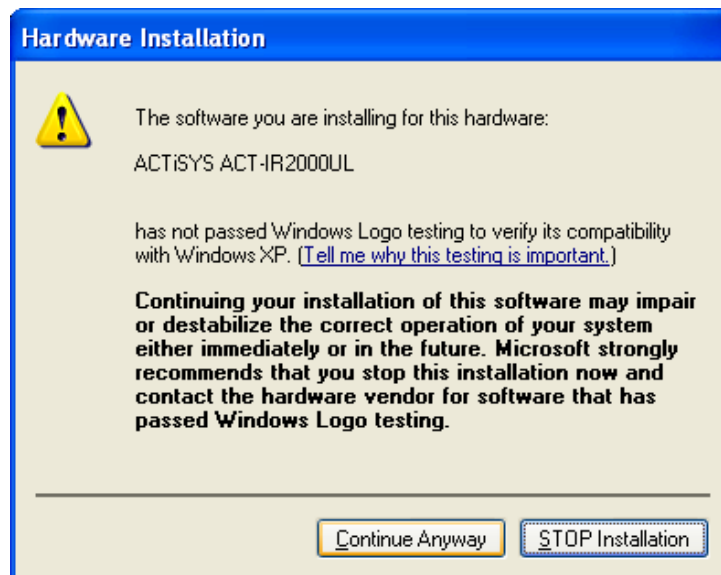 Hardware Installation
The software you are installing for this hardware:
ACTiSYS ACT-IR2000UL
has not passed Windows Logo testing to verify its compatibility
with Windows XP. (Tell me why this testing is important.)
Continuing your installation of this software may impair
or destabilize the correct operation of your system
either immediately or in the future. Microsoft strongly
recommends that you stop this installation now and
contact the hardware vendor for software that has
passed Windows Logo testing.
Continue Anyway
STOP Installation